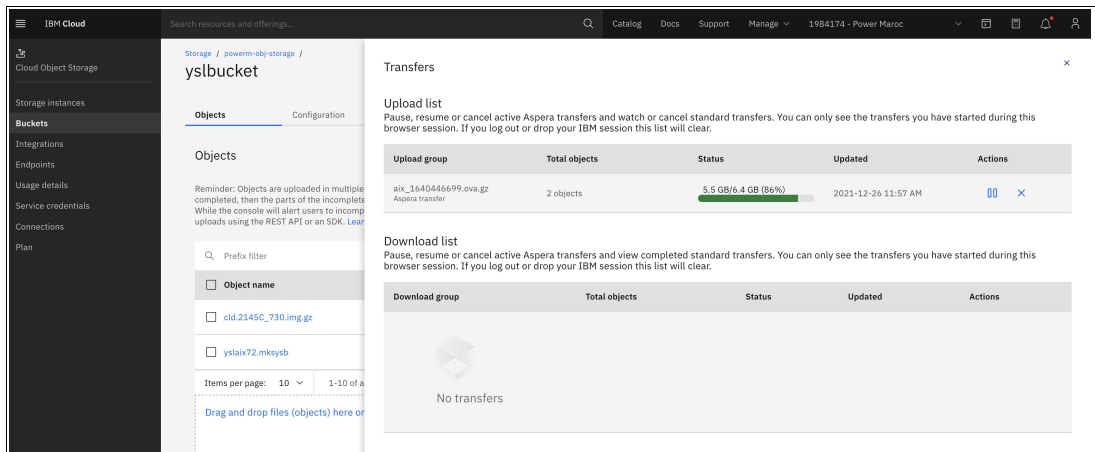 IBM Cloud
Search resources and offerings...
Catalog
Docs
Support
Manage
1984174 - Power Maroc
Cloud Object Storage
Storage instances
Buckets
Integrations
Endpoints
Usage details
Service credentials
Connections
Plan
Storage / powerm-obj-storage /
yslbucket
Objects
Configuration
Objects
Reminder: Objects are uploaded in multiple
completed, then the parts of the incomplete
While the console will alert users to incomp
uploads using the REST API or an SDK. Lear
Prefix filter
Object name
cld.2145C_730.img.gz
yslaix72.mksysb
Items per page: 10
1-10 of a
Drag and drop files (objects) here or
Transfers
Upload list
Pause, resume or cancel active Aspera transfers and watch or cancel standard transfers. You can only see the transfers you have started during this
browser session. If you log out or drop your IBM session this list will clear.
Upload group
Total objects
Status
Updated
Actions
aix_1640446699.ova.gz
Aspera transfer
2 objects
5.5 GB/6.4 GB (86%)
2021-12-26 11:57 AM
Download list
Pause, resume or cancel active Aspera transfers and view completed standard transfers. You can only see the transfers you have started during this
browser session. If you log out or drop your IBM session this list will clear.
Download group
Total objects
Status
Updated
Actions
No transfers